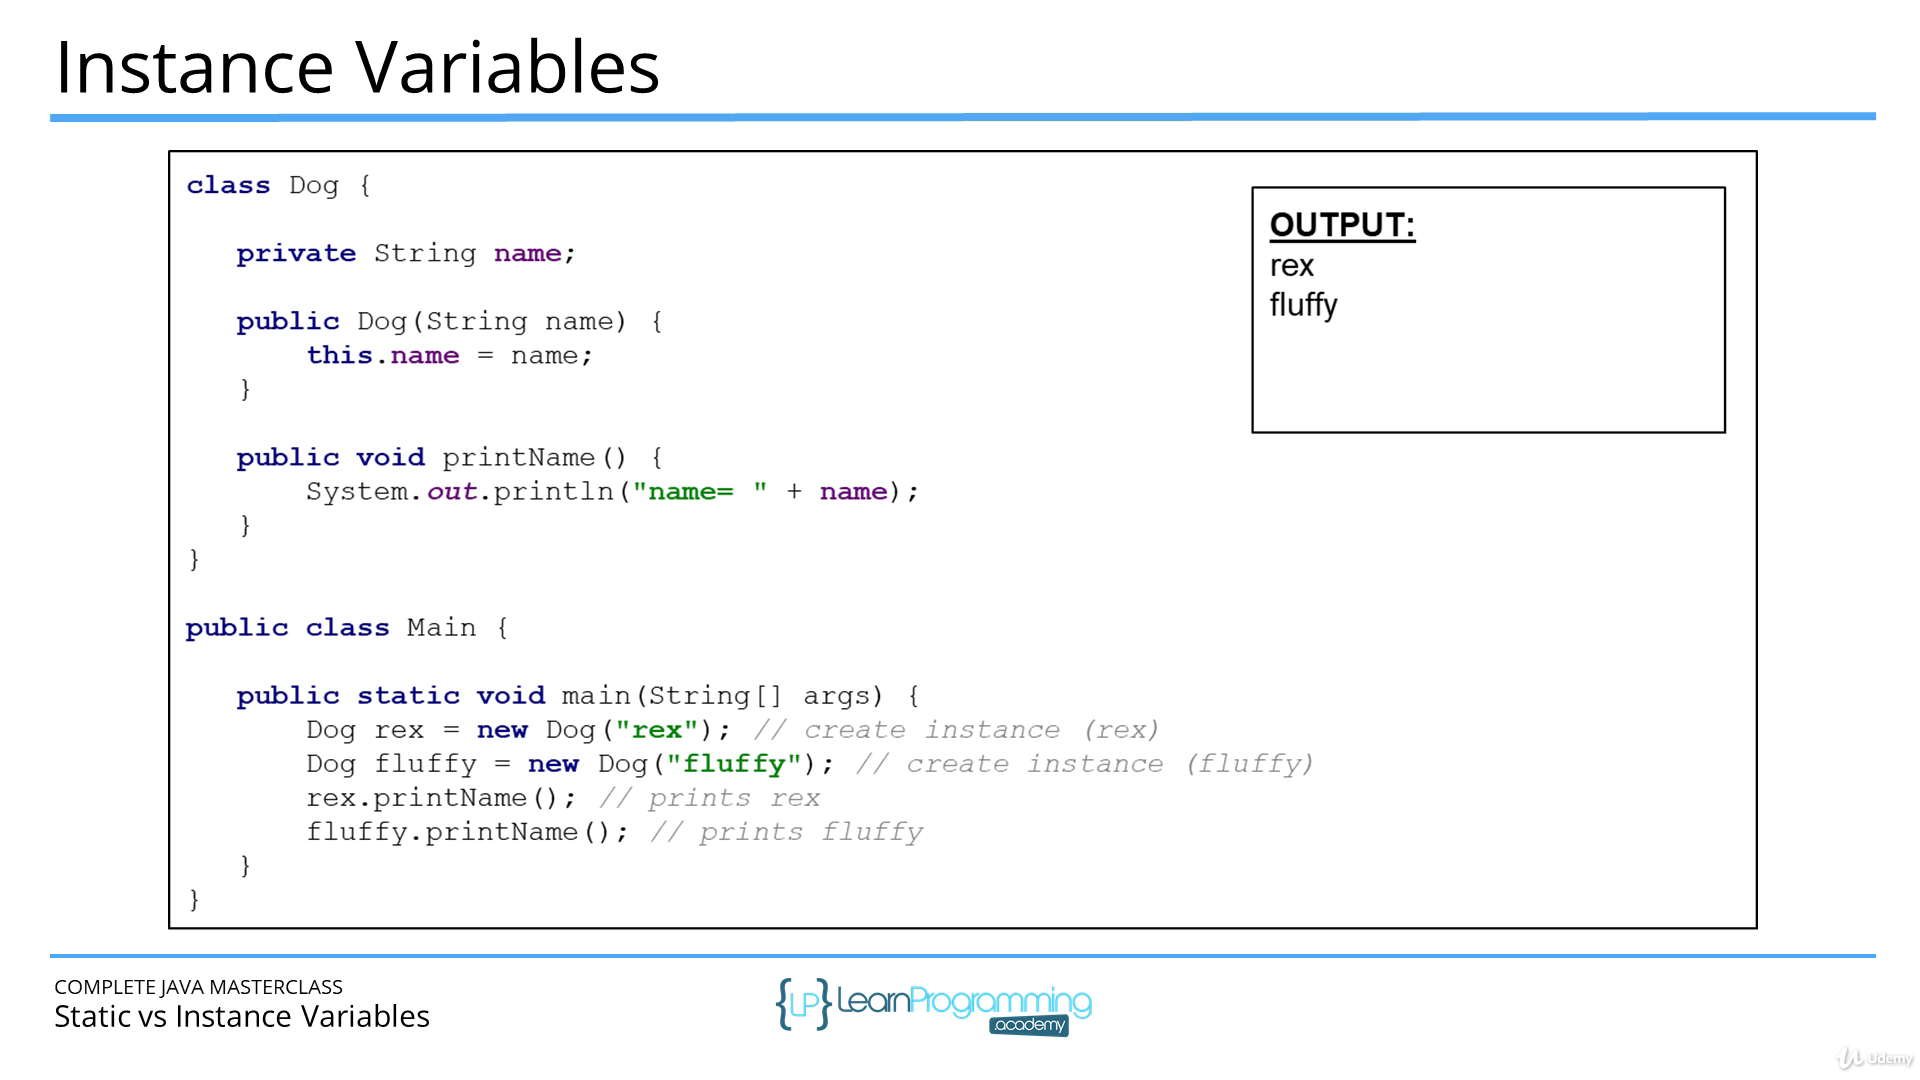 Instance Variables
class Dog {
private String name;
public Dog(String name) {
this.name = name;
}
public void printName() {
System.out.println("name= " + name);
}
}
public class Main {
public static void main(String[] args) {
Dog rex = new Dog("rex"); // create instance (rex)
Dog fluffy = new Dog("fluffy"); // create instance (fluffy)
rex.printName(); // prints rex
fluffy.printName(); // prints fluffy
}
}
OUTPUT:
rex
fluffy
COMPLETE JAVA MASTERCLASS
Static vs Instance Variables
{LP} LearnProgramming
.academy
Udemy